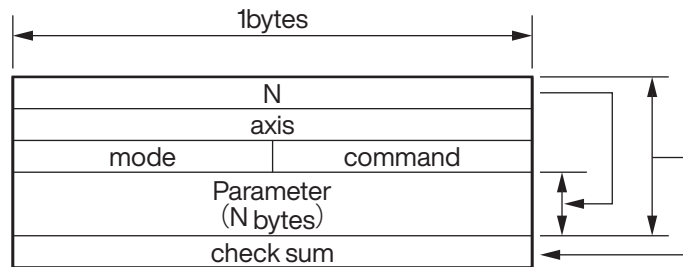 1bytes
N
axis
mode command
Parameter
(N bytes)
check sum